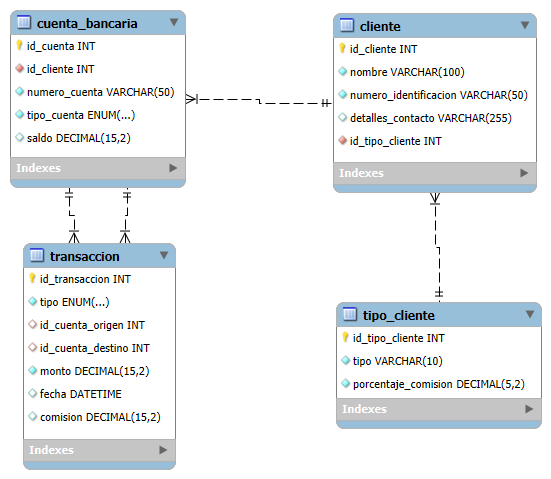 cuenta_bancaria
id_cuenta INT
id_cliente INT
numero_cuenta VARCHAR(50)
tipo_cuenta ENUM(...)
saldo DECIMAL(15,2)
Indexes
cliente
id_cliente INT
nombre VARCHAR(100)
numero_identificacion VARCHAR(50)
detalles_contacto VARCHAR(255)
id_tipo_cliente INT
Indexes
transaccion
id_transaccion INT
tipo ENUM(...)
id_cuenta_origen INT
id_cuenta_destino INT
monto DECIMAL(15,2)
fecha DATETIME
comision DECIMAL(15,2)
Indexes
tipo_cliente
id_tipo_cliente INT
tipo VARCHAR(10)
porcentaje_comision DECIMAL(5,2)
Indexes